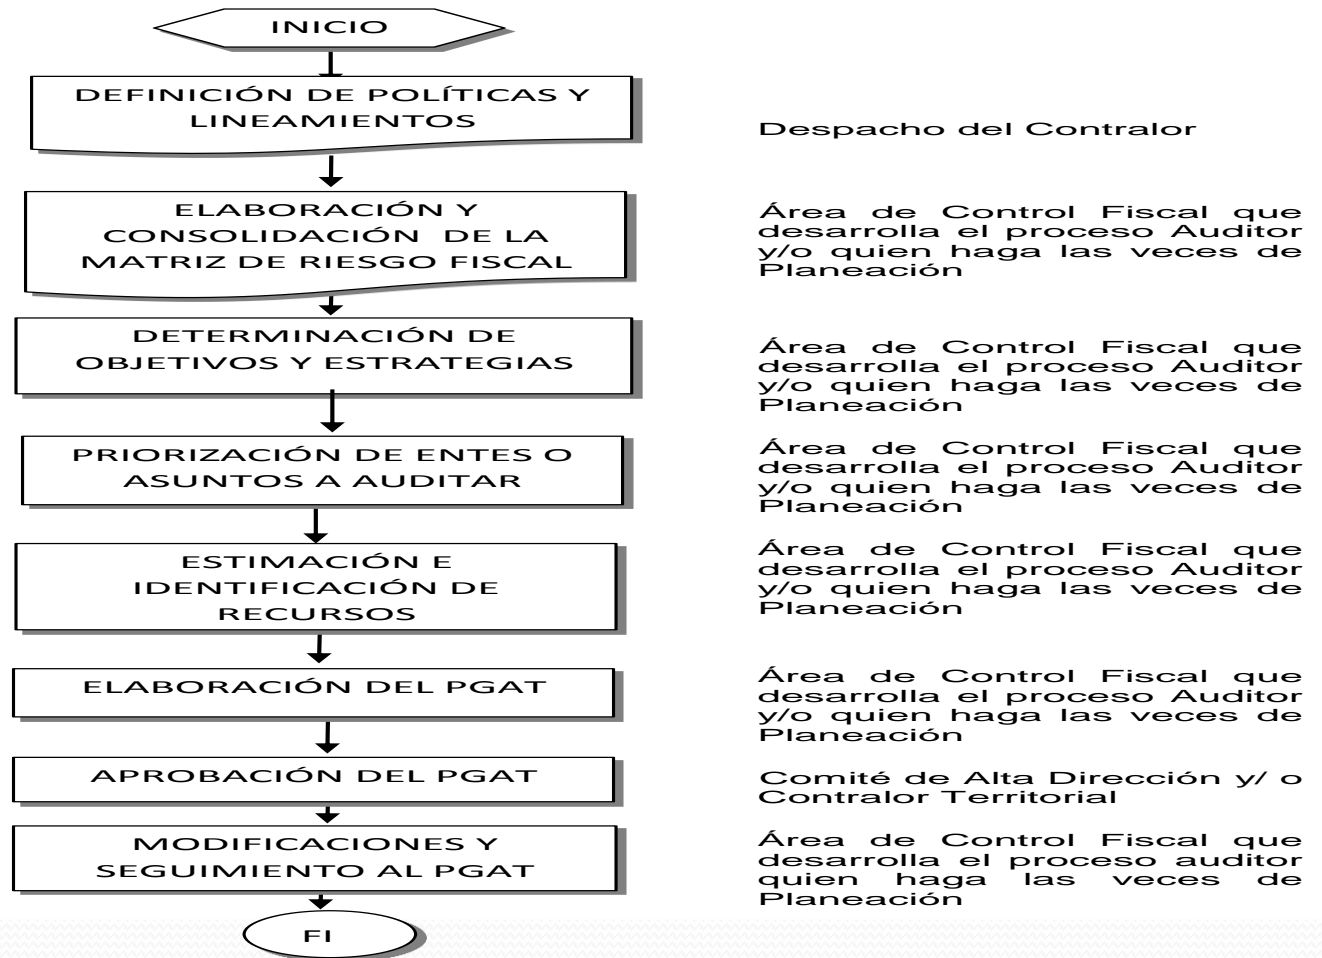 INICIO
DEFINICIÓN DE POLÍTICAS Y
LINEAMIENTOS
Despacho del Contralor
ELABORACIÓN Y
CONSOLIDACIÓN DE LA
MATRIZ DE RIESGO FISCAL
Área de Control Fiscal que
desarrolla el proceso Auditor
y/o quien haga las veces de
Planeación
DETERMINACIÓN DE
OBJETIVOS Y ESTRATEGIAS
Área de Control Fiscal que
desarrolla el proceso Auditor
y/o quien haga las veces de
Planeación
PRIORIZACIÓN DE ENTES O
ASUNTOS A AUDITAR
Área de Control Fiscal que
desarrolla el proceso Auditor
y/o quien haga las veces de
Planeación
ESTIMACIÓN E
IDENTIFICACIÓN DE
RECURSOS
Área de Control Fiscal que
desarrolla el proceso Auditor
y/o quien haga las veces de
Planeación
ELABORACIÓN DEL PGAT
Área de Control Fiscal que
desarrolla el proceso Auditor
y/o quien haga las veces de
Planeación
APROBACIÓN DEL PGAT
Comité de Alta Dirección y/ o
Contralor Territorial
MODIFICACIONES Y
SEGUIMIENTO AL PGAT
Área de Control Fiscal que
desarrolla el proceso auditor
quien haga las veces de
Planeación
FI